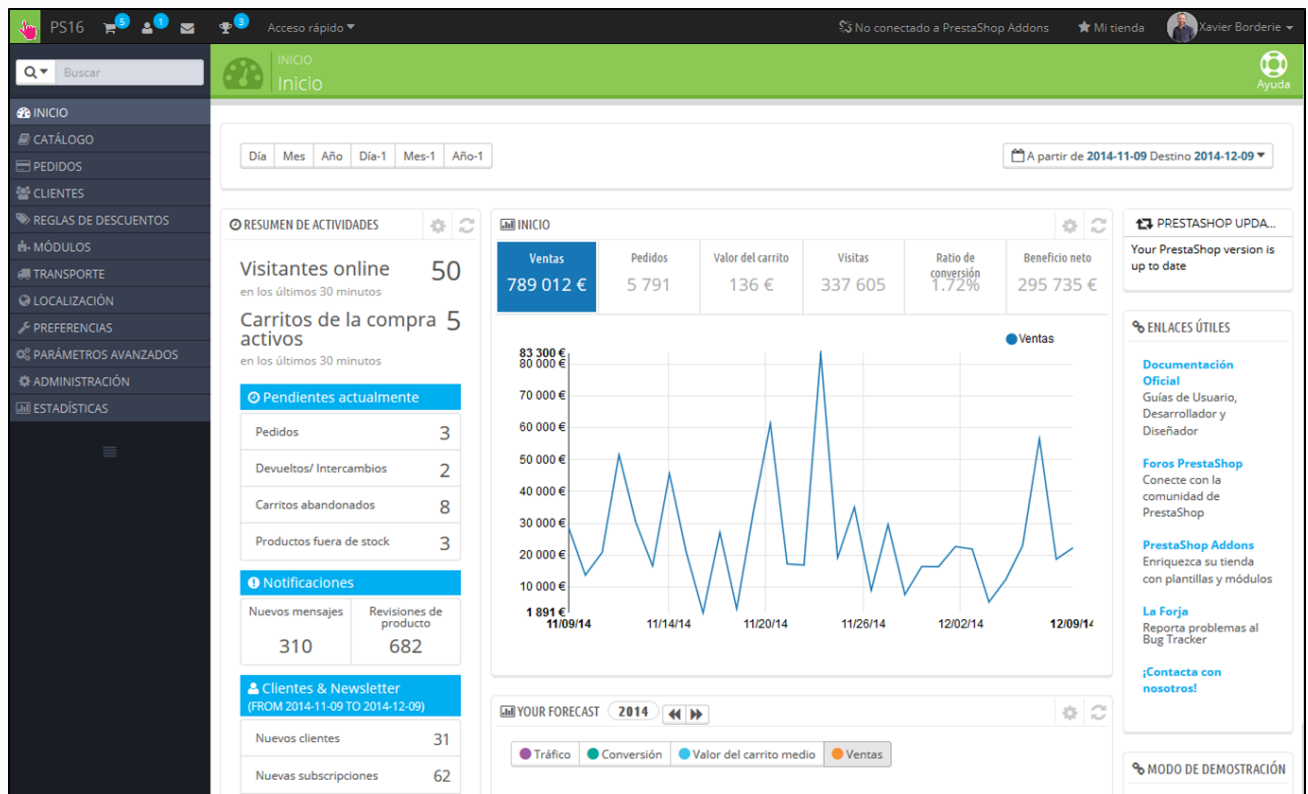 PS16 5 1 3 Acceso rápido No conectado a PrestaShop Addons Mi tienda Xavier Borderie
Buscar
INICIO
CATÁLOGO
PEDIDOS
CLIENTES
REGLAS DE DESCUENTOS
MÓDULOS
TRANSPORTE
LOCALIZACIÓN
PREFERENCIAS
PARÁMETROS AVANZADOS
ADMINISTRACIÓN
ESTADÍSTICAS
INICIO
Inicio
Ayuda
Día Mes Año Día-1 Mes-1 Año-1
A partir de 2014-11-09 Destino 2014-12-09
RESUMEN DE ACTIVIDADES
Visitantes online 50
en los últimos 30 minutos
Carritos de la compra 5
activos
en los últimos 30 minutos
Pendientes actualmente
Pedidos 3
Devueltos/ Intercambios 2
Carritos abandonados 8
Productos fuera de stock 3
Notificaciones
Nuevos mensajes
310
Revisiones de
producto
682
Clientes & Newsletter
(FROM 2014-11-09 TO 2014-12-09)
Nuevos clientes 31
Nuevas subscripciones 62
INICIO
Ventas
789 012 €
Pedidos
5 791
Valor del carrito
136 €
Visitas
337 605
Ratio de
conversión
1.72%
Beneficio neto
295 735 €
Ventas
83 300 €
80 000 €
70 000 €
60 000 €
50 000 €
40 000 €
30 000 €
20 000 €
10 000 €
1 891 €
11/09/14 11/14/14 11/20/14 11/26/14 12/02/14 12/09/14
YOUR FORECAST 2014
Tráfico Conversión Valor del carrito medio Ventas
PRESTASHOP UPDA...
Your PrestaShop version is
up to date
ENLACES ÚTILES
Documentación
Oficial
Guías de Usuario,
Desarrollador y
Diseñador
Foros PrestaShop
Conecte con la
comunidad de
PrestaShop
PrestaShop Addons
Enriquezca su tienda
con plantillas y módulos
La Forja
Reporta problemas al
Bug Tracker
¡Contacta con
nosotros!
MODO DE DEMOSTRACIÓN